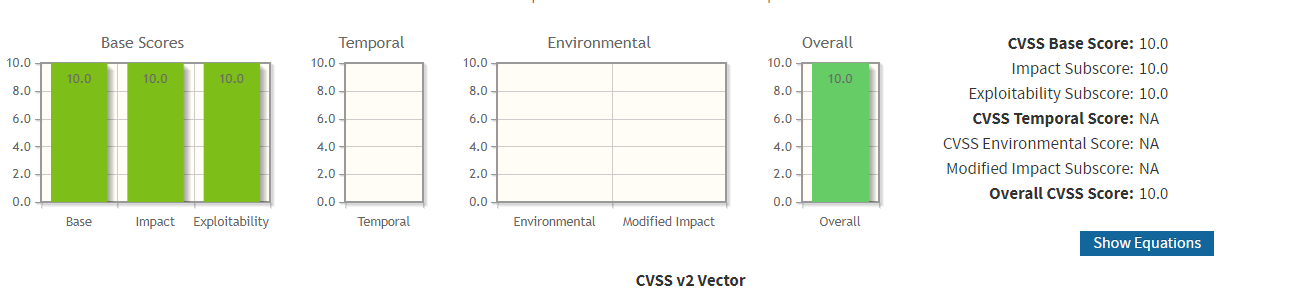 Base Scores
10.0
8.0
6.0
4.0
2.0
0.0
10.0 10.0 10.0
Base Impact Exploitability
Temporal
10.0
8.0
6.0
4.0
2.0
0.0
Temporal
Environmental
10.0
8.0
6.0
4.0
2.0
0.0
Environmental Modified Impact
Overall
10.0
8.0
6.0
4.0
2.0
0.0
10.0
Overall
CVSS Base Score: 10.0
Impact Subscore: 10.0
Exploitability Subscore: 10.0
CVSS Temporal Score: NA
CVSS Environmental Score: NA
Modified Impact Subscore: NA
Overall CVSS Score: 10.0
Show Equations
CVSS v2 Vector